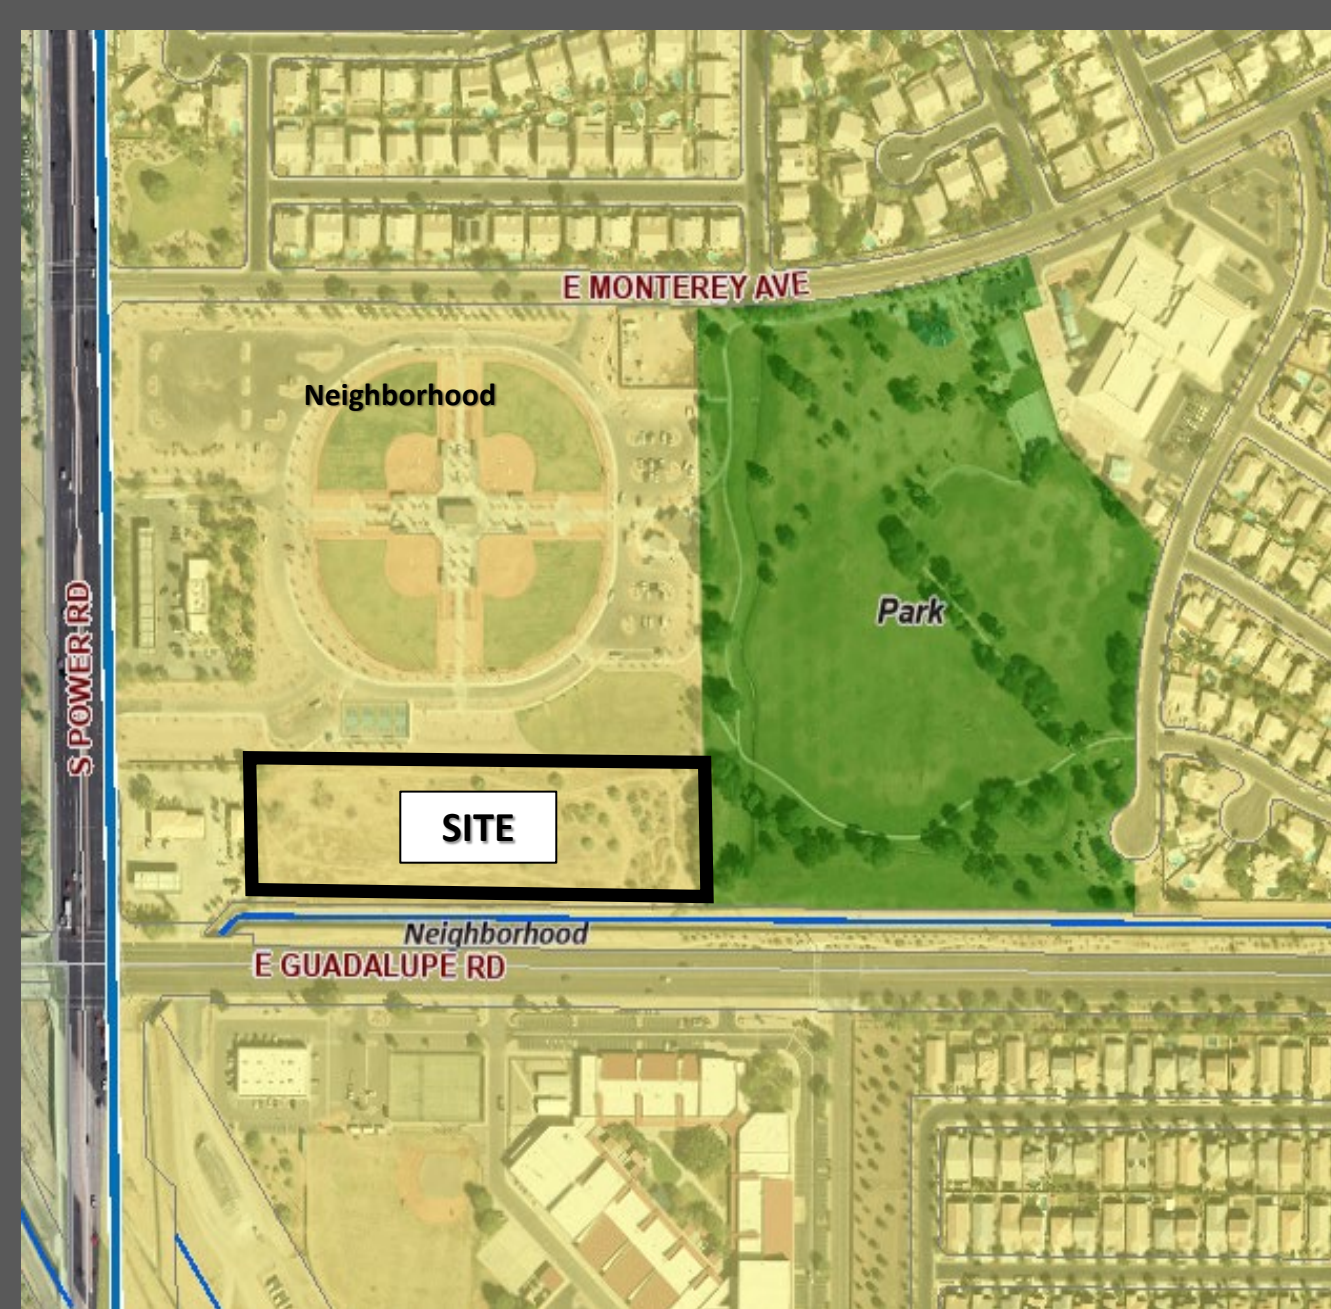 E MONTEREY AVE
Neighborhood
Park
S POWER RD
SITE
Neighborhood
E GUADALUPE RD